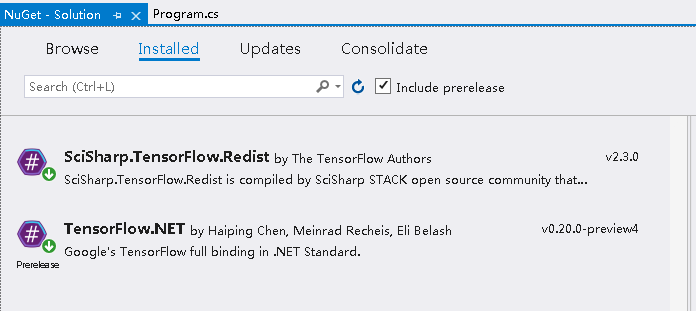 NuGet - Solution Program.cs
Browse Installed Updates Consolidate
Search (Ctrl+L) Include prerelease
SciSharp.TensorFlow.Redist by The TensorFlow Authors v2.3.0
SciSharp.TensorFlow.Redist is compiled by SciSharp STACK open source community that...
TensorFlow.NET by Haiping Chen, Meinrad Recheis, Eli Belash v0.20.0-preview4
Google's TensorFlow full binding in .NET Standard.
Prerelease